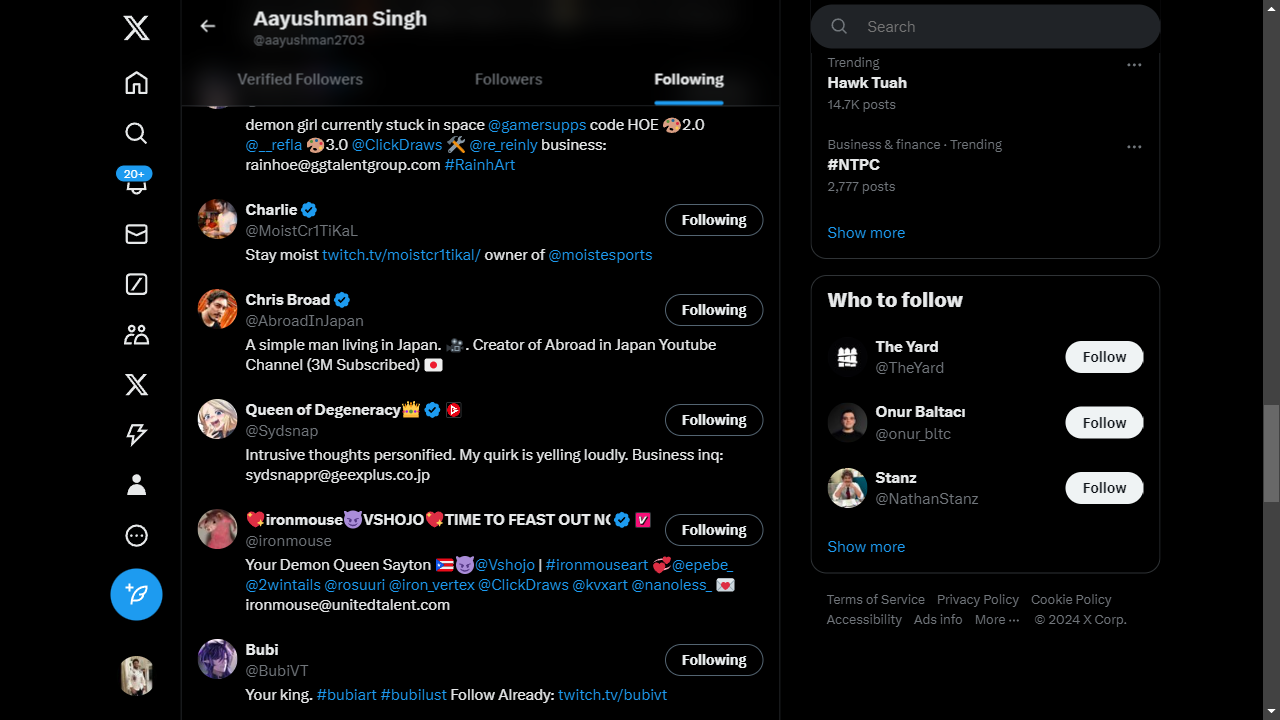 Aayushman Singh
@aayushman2703
Verified Followers Followers Following
demon girl currently stuck in space @gamersupps code HOE 🎨2.0
@__refla 🎨3.0 @ClickDraws 🛠️ @re_reinly business:
rainhoe@ggtalentgroup.com #RainhArt
Charlie
@MoistCr1TiKaL
Following
Stay moist twitch.tv/moistcr1tikal/ owner of @moistesports
Chris Broad
@AbroadInJapan
Following
A simple man living in Japan. 🎥. Creator of Abroad in Japan Youtube
Channel (3M Subscribed) 🇯🇵
Queen of Degeneracy👑
@Sydsnap
Following
Intrusive thoughts personified. My quirk is yelling loudly. Business inq:
sydsnappr@geexplus.co.jp
💖ironmouse😈VSHOJO💖TIME TO FEAST OUT NO
@ironmouse
Following
Your Demon Queen Sayton 🇵🇷😈@Vshojo | #ironmouseart 💞@epebe_
@2wintails @rosuuri @iron_vertex @ClickDraws @kvxart @nanoless_ 💌
ironmouse@unitedtalent.com
Bubi
@BubiVT
Following
Your king. #bubiart #bubilust Follow Already: twitch.tv/bubivt
20+
Search
Trending
Hawk Tuah
14.7K posts
Business & finance · Trending
#NTPC
2,777 posts
Show more
Who to follow
The Yard
@TheYard
Follow
Onur Baltacı
@onur_bltc
Follow
Stanz
@NathanStanz
Follow
Show more
Terms of Service Privacy Policy Cookie Policy
Accessibility Ads info More ··· © 2024 X Corp.